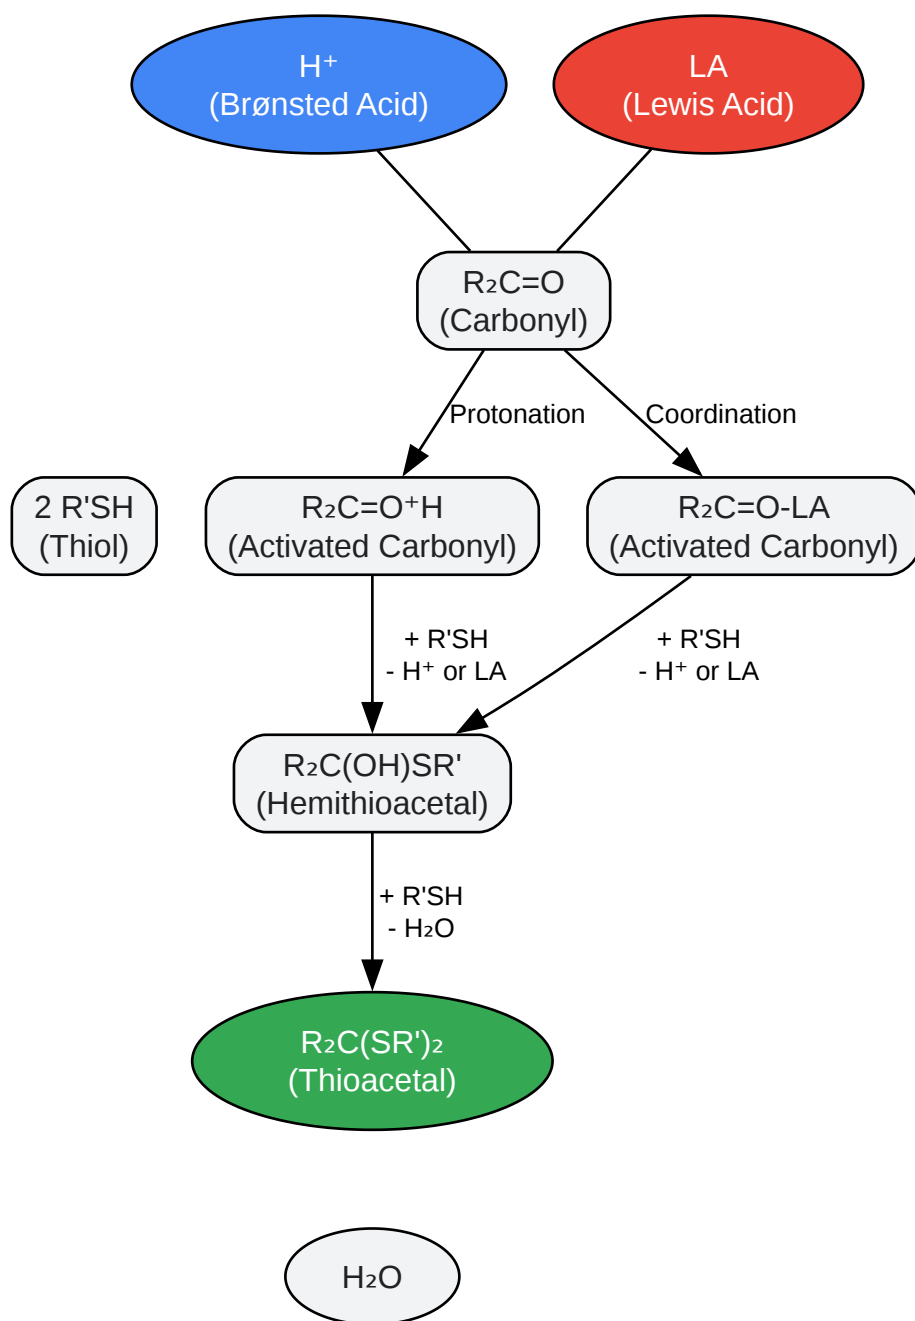 H⁺
(Brønsted Acid)
LA
(Lewis Acid)
R₂C=O
(Carbonyl)
Protonation
Coordination
2 R'SH
(Thiol)
R₂C=O⁺H
(Activated Carbonyl)
R₂C=O-LA
(Activated Carbonyl)
+ R'SH
- H⁺ or LA
+ R'SH
- H⁺ or LA
R₂C(OH)SR'
(Hemithioacetal)
+ R'SH
- H₂O
R₂C(SR')₂
(Thioacetal)
H₂O